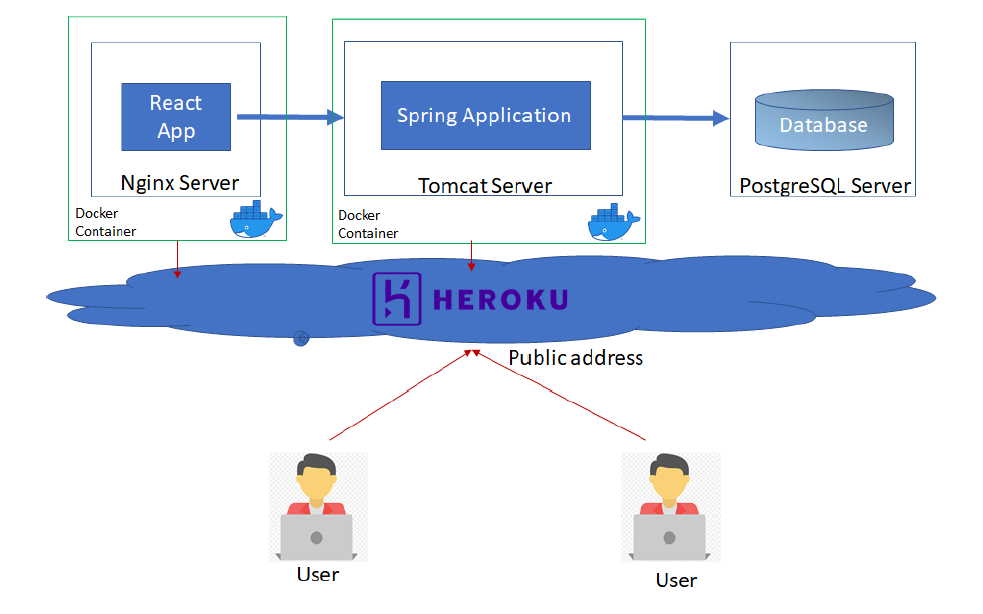 React
App
Spring Application
Database
Nginx Server
Tomcat Server
PostgreSQL Server
Docker
Container
Docker
Container
HEROKU
Public address
User
User